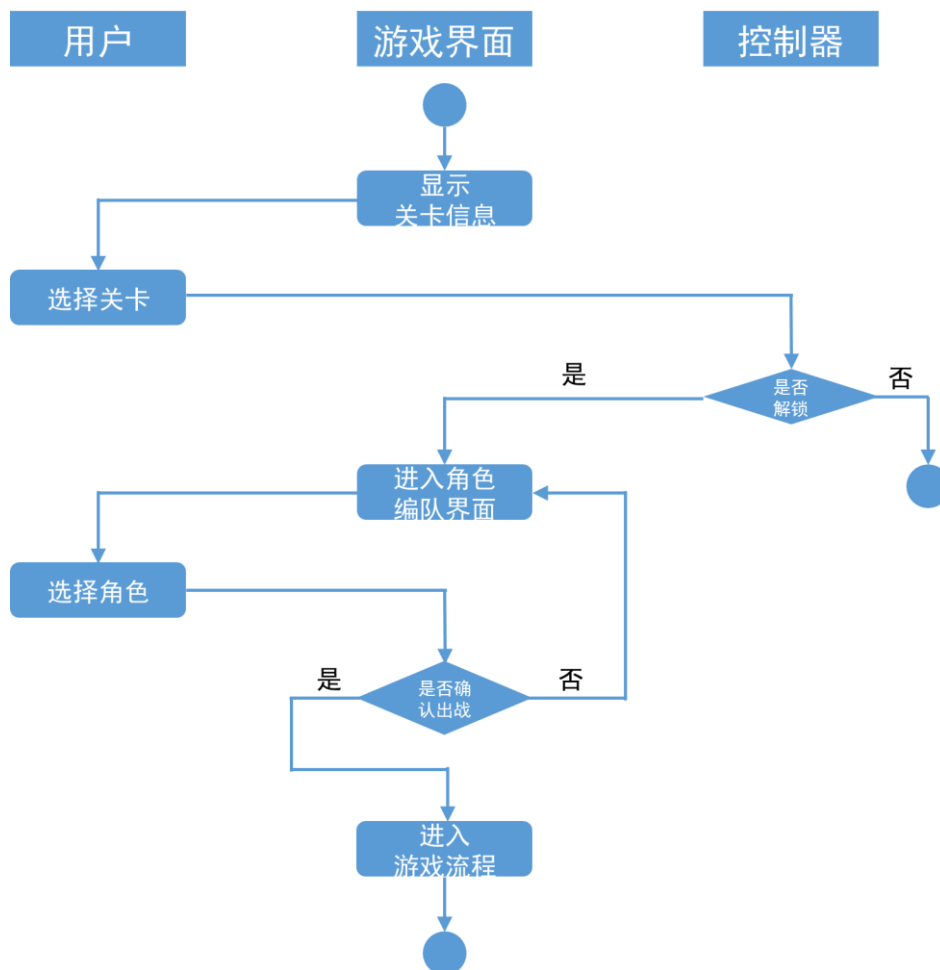 用户
游戏界面
控制器
显示
关卡信息
选择关卡
是
否
是否
解锁
进入角色
编队界面
选择角色
是
否
是否确
认出战
进入
游戏流程